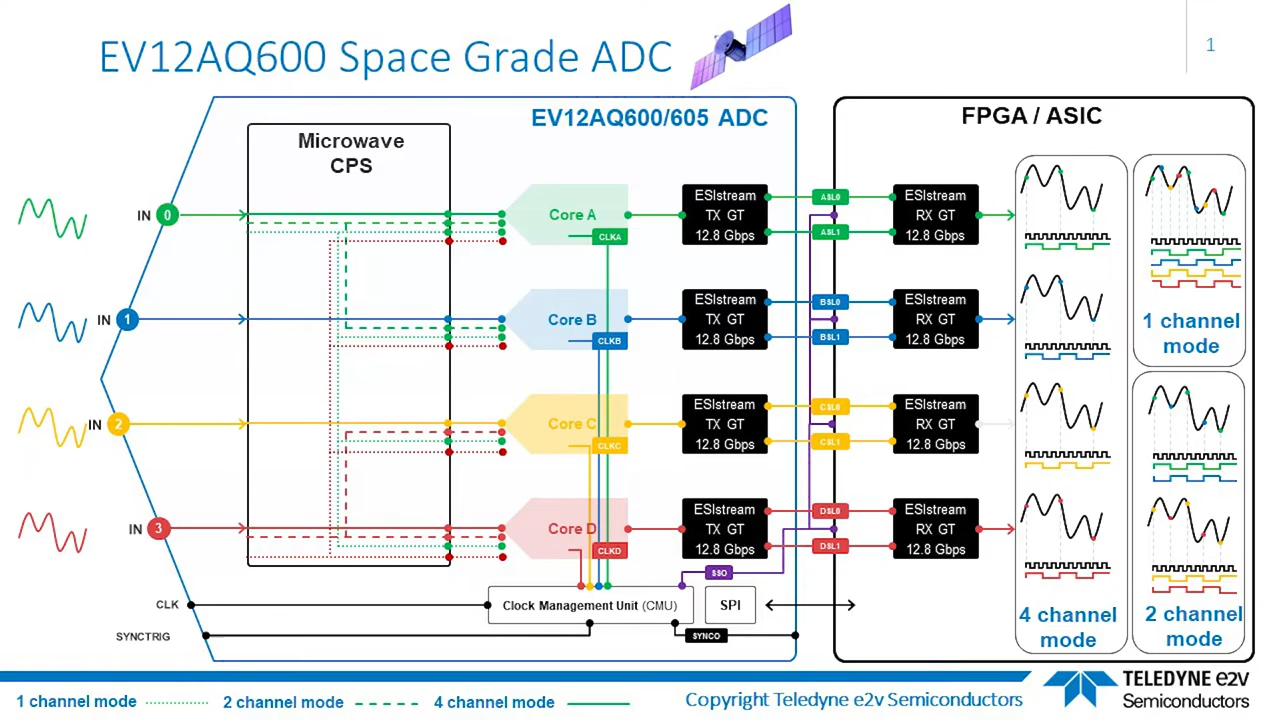 EV12AQ600 Space Grade ADC
1
EV12AQ600/605 ADC
FPGA / ASIC
Microwave
CPS
IN 0
Core A
CLKA
ESIstream
TX GT
12.8 Gbps
ASL0
ASL1
ESIstream
RX GT
12.8 Gbps
IN 1
Core B
CLKB
ESIstream
TX GT
12.8 Gbps
BSL0
BSL1
ESIstream
RX GT
12.8 Gbps
1 channel
mode
IN 2
Core C
CLKC
ESIstream
TX GT
12.8 Gbps
CSL0
CSL1
ESIstream
RX GT
12.8 Gbps
IN 3
Core D
CLKD
ESIstream
TX GT
12.8 Gbps
DSL0
DSL1
ESIstream
RX GT
12.8 Gbps
SSO
CLK
Clock Management Unit (CMU)
SPI
SYNCTRIG
SYNCO
4 channel
mode
2 channel
mode
1 channel mode
2 channel mode
4 channel mode
Copyright Teledyne e2v Semiconductors
TELEDYNE e2v
Semiconductors